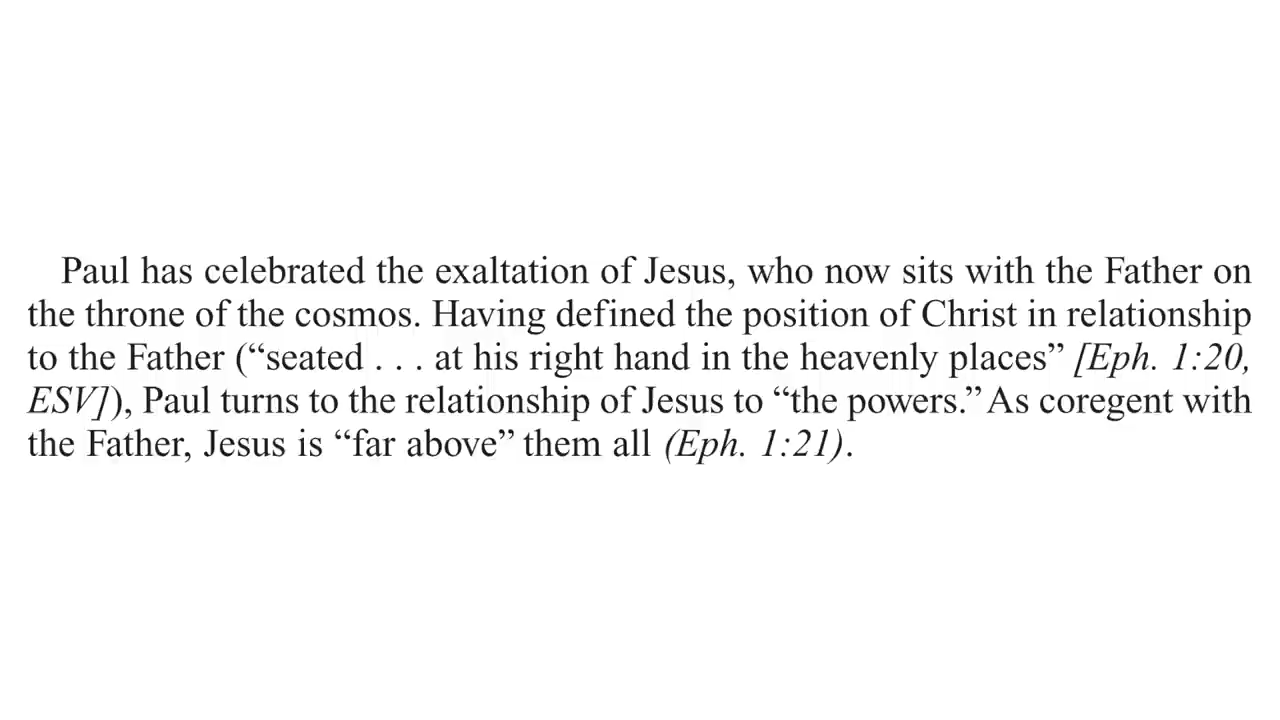 Paul has celebrated the exaltation of Jesus, who now sits with the Father on
the throne of the cosmos. Having defined the position of Christ in relationship
to the Father (“seated . . . at his right hand in the heavenly places” [Eph. 1:20,
ESV]), Paul turns to the relationship of Jesus to “the powers.” As coregent with
the Father, Jesus is “far above” them all (Eph. 1:21).